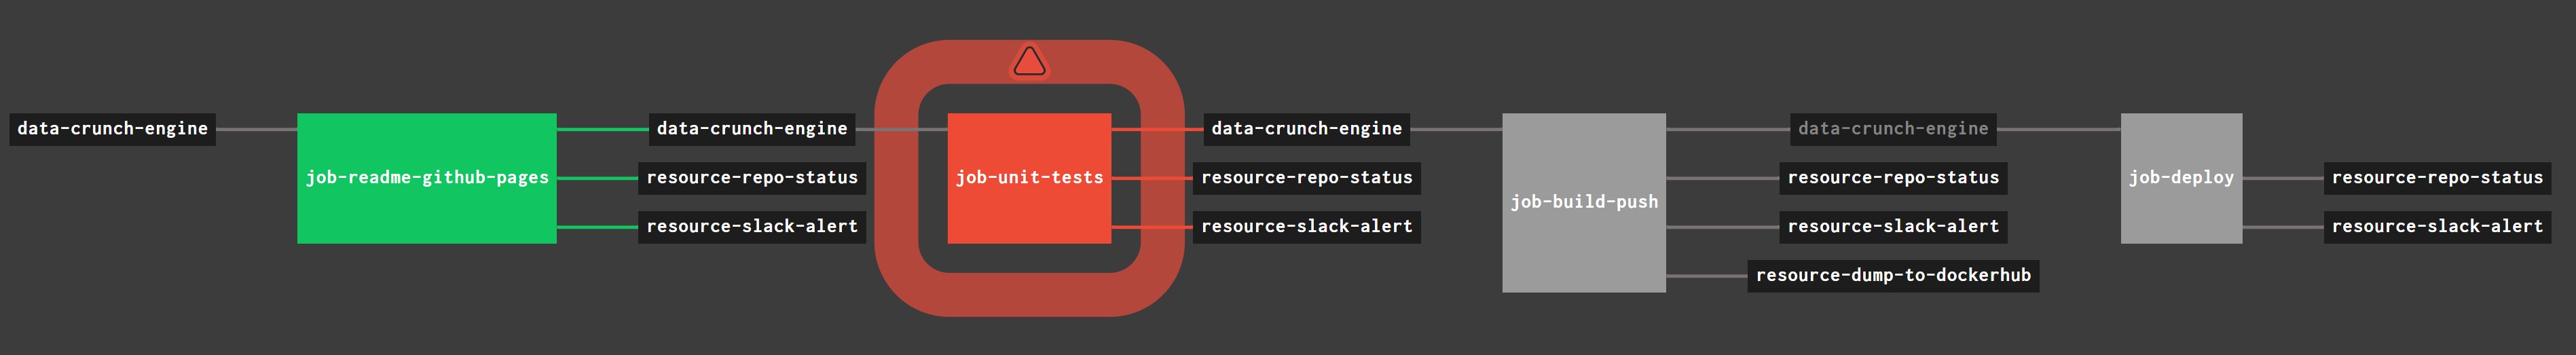 data-crunch-engine
job-readme-github-pages
data-crunch-engine
resource-repo-status
resource-slack-alert
job-unit-tests
data-crunch-engine
resource-repo-status
resource-slack-alert
job-build-push
data-crunch-engine
resource-repo-status
resource-slack-alert
resource-dump-to-dockerhub
job-deploy
resource-repo-status
resource-slack-alert